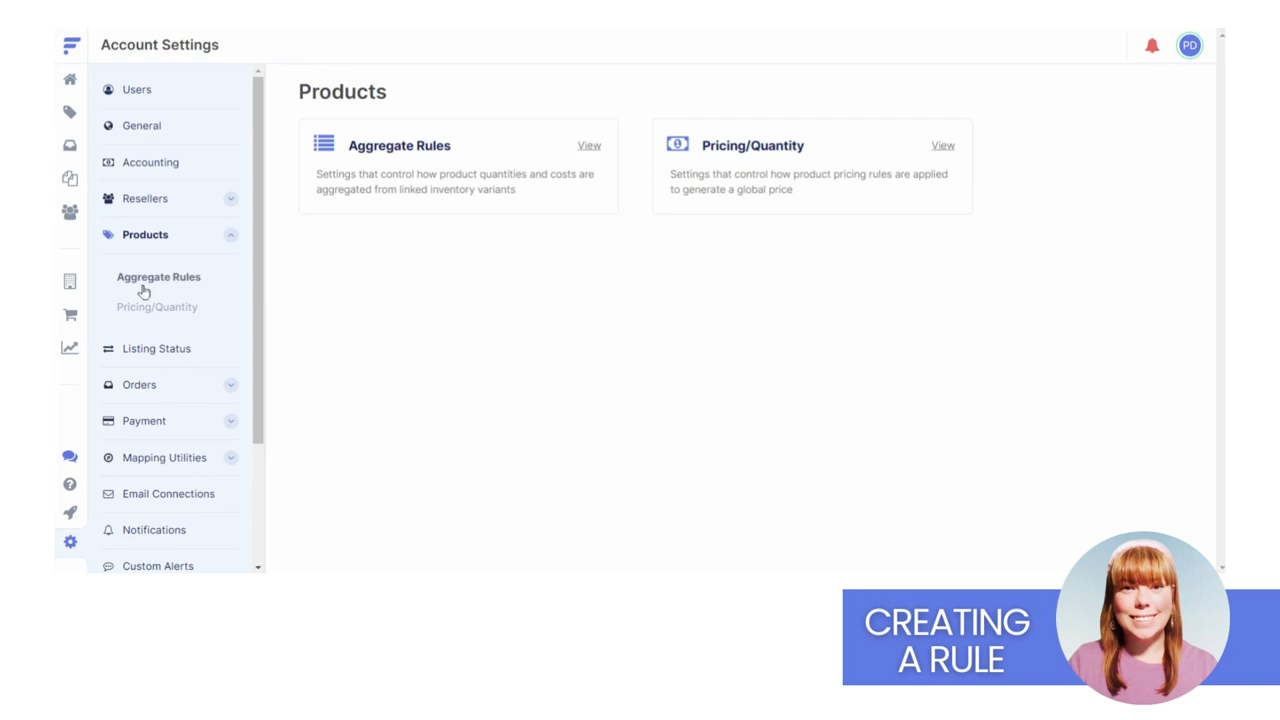 Account Settings
PD
Users
General
Accounting
Resellers
Products
Aggregate Rules
Pricing/Quantity
Listing Status
Orders
Payment
Mapping Utilities
Email Connections
Notifications
Custom Alerts
Products
Aggregate Rules
View
Settings that control how product quantities and costs are
aggregated from linked inventory variants
Pricing/Quantity
View
Settings that control how product pricing rules are applied
to generate a global price
CREATING
A RULE